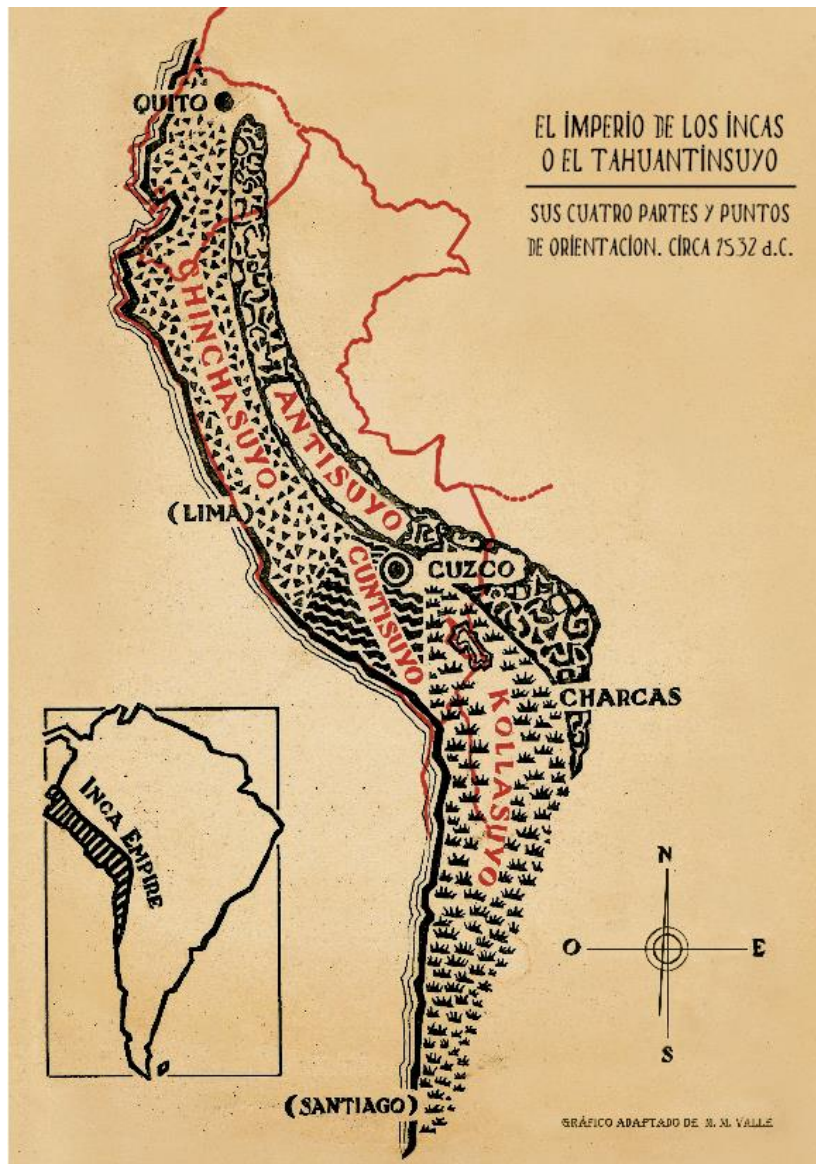 EL IMPERIO DE LOS INCAS
O EL TAHUANTINSUYO
SUS CUATRO PARTES Y PUNTOS
DE ORIENTACION. CIRCA 1532 d.C.
QUITO
CHINCHASUYO
ANTISUYO
(LIMA)
CUNTISUYO
CUZCO
KOLLASUYO
CHARCAS
INCA EMPIRE
N
O
E
S
(SANTIAGO)
GRÁFICO ADAPTADO DE M. M. VALLE